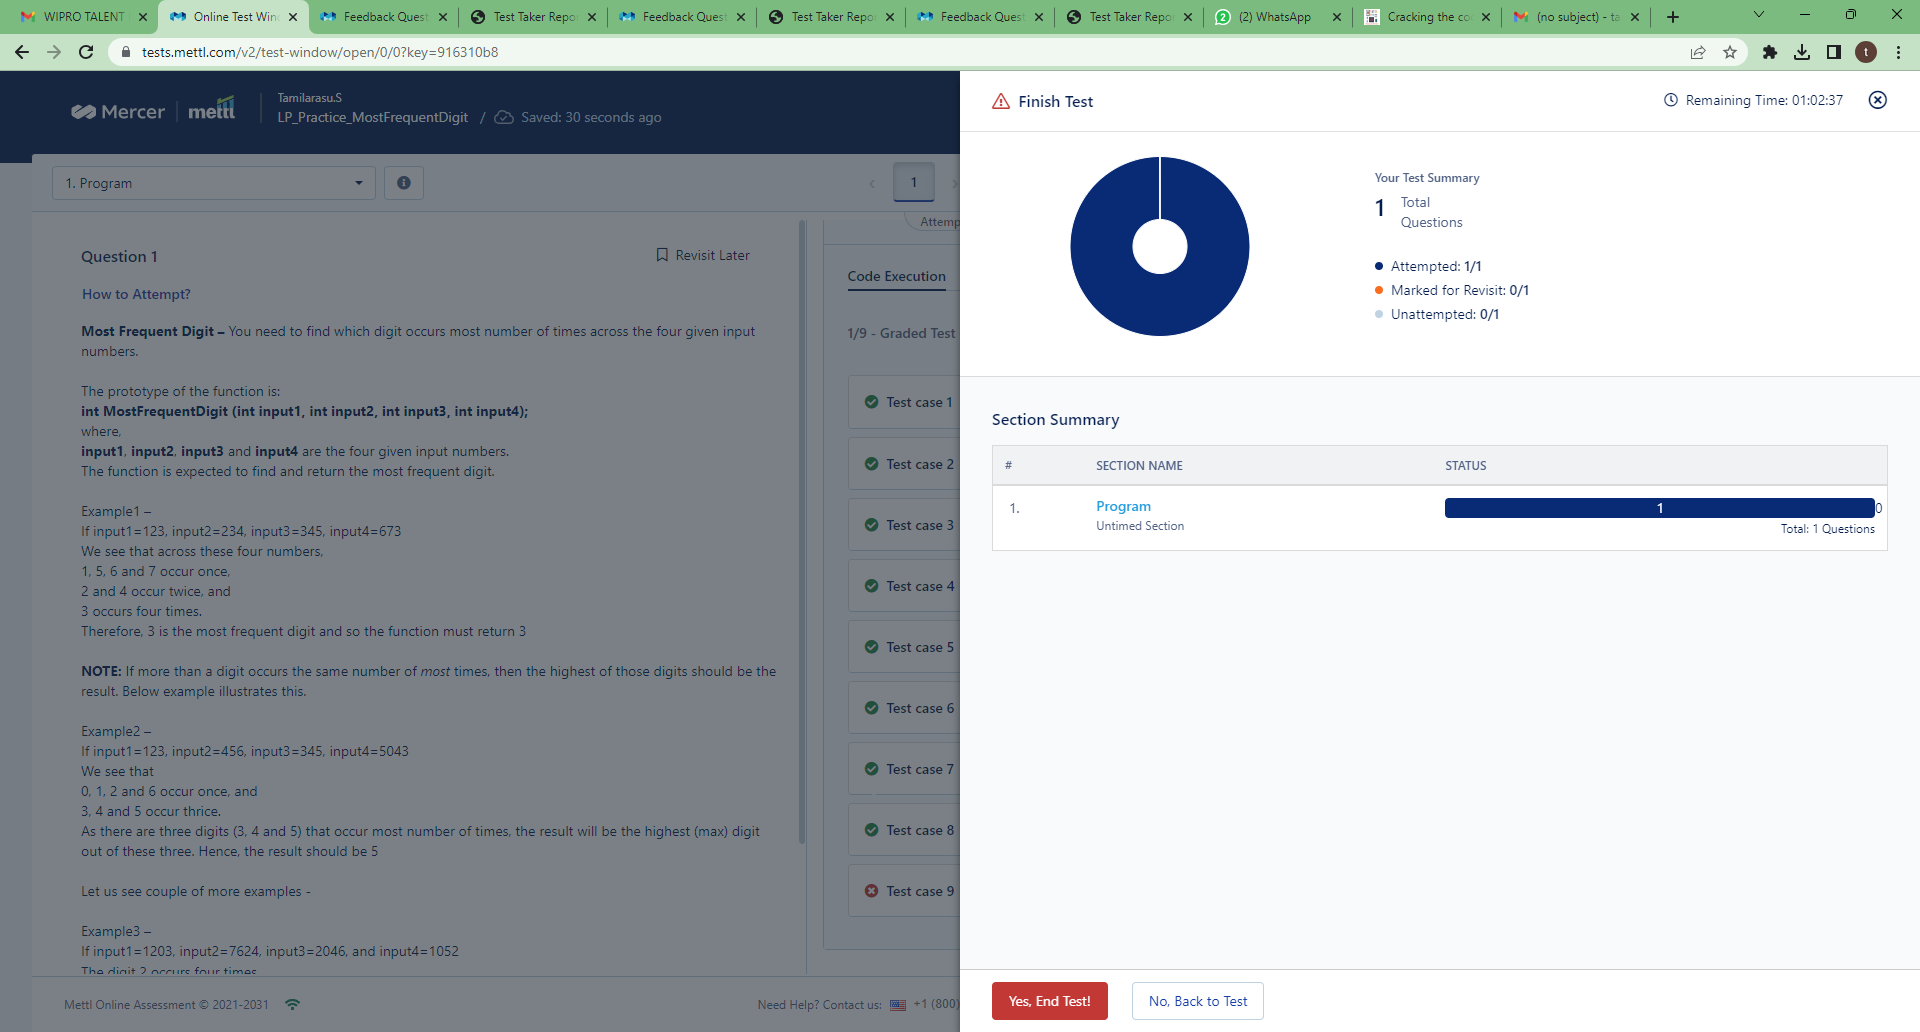 WIPRO TALENT
Online Test Win
Feedback Quest
Test Taker Repo
Feedback Quest
Test Taker Repo
Feedback Quest
Test Taker Repo
(2) WhatsApp
Cracking the co
(no subject) - ta
tests.mettl.com/v2/test-window/open/0/0?key=916310b8
t
Mercer
mettl
Tamilarasu.S
LP_Practice_MostFrequentDigit / Saved: 30 seconds ago
1. Program
1
Attemp
Question 1
Revisit Later
How to Attempt?
Most Frequent Digit – You need to find which digit occurs most number of times across the four given input
numbers.
The prototype of the function is:
int MostFrequentDigit (int input1, int input2, int input3, int input4);
where,
input1, input2, input3 and input4 are the four given input numbers.
The function is expected to find and return the most frequent digit.
Example1 –
If input1=123, input2=234, input3=345, input4=673
We see that across these four numbers,
1, 5, 6 and 7 occur once,
2 and 4 occur twice, and
3 occurs four times.
Therefore, 3 is the most frequent digit and so the function must return 3
NOTE: If more than a digit occurs the same number of most times, then the highest of those digits should be the
result. Below example illustrates this.
Example2 –
If input1=123, input2=456, input3=345, input4=5043
We see that
0, 1, 2 and 6 occur once, and
3, 4 and 5 occur thrice.
As there are three digits (3, 4 and 5) that occur most number of times, the result will be the highest (max) digit
out of these three. Hence, the result should be 5
Let us see couple of more examples -
Example3 –
If input1=1203, input2=7624, input3=2046, and input4=1052
The digit 2 occurs four times
Code Execution
1/9 - Graded Test
Test case 1
Test case 2
Test case 3
Test case 4
Test case 5
Test case 6
Test case 7
Test case 8
Test case 9
Mettl Online Assessment © 2021-2031
Need Help? Contact us: +1 (800)
Finish Test
Remaining Time: 01:02:37
Your Test Summary
1 Total
Questions
Attempted: 1/1
Marked for Revisit: 0/1
Unattempted: 0/1
Section Summary
# SECTION NAME STATUS
1. Program 1 0
Untimed Section Total: 1 Questions
Yes, End Test!
No, Back to Test